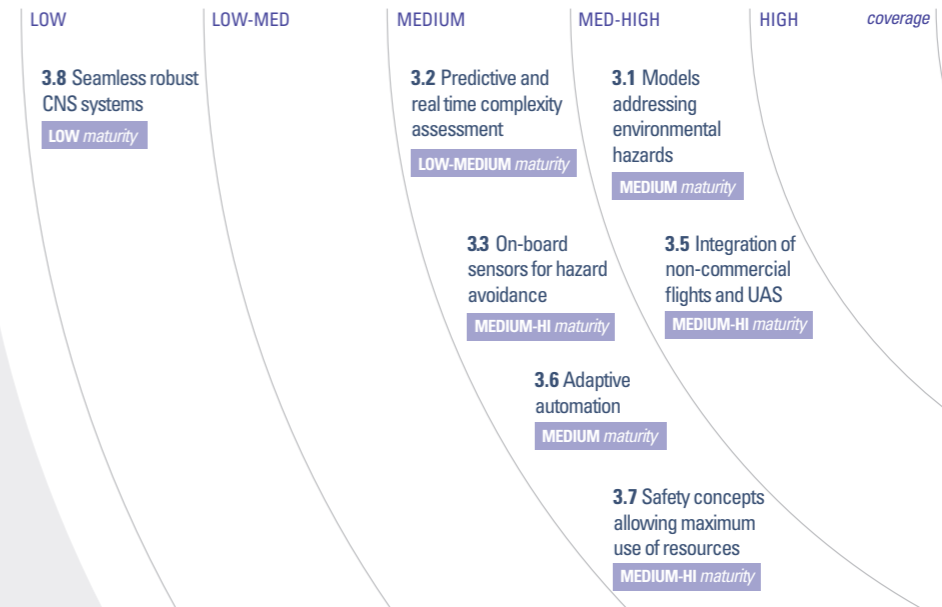 LOW
LOW-MED
MEDIUM
MED-HIGH
HIGH
coverage
3.8 Seamless robust
CNS systems
LOW maturity
3.2 Predictive and
real time complexity
assessment
LOW-MEDIUM maturity
3.1 Models
addressing
environmental
hazards
MEDIUM maturity
3.3 On-board
sensors for hazard
avoidance
MEDIUM-HI maturity
3.5 Integration of
non-commercial
flights and UAS
MEDIUM-HI maturity
3.6 Adaptive
automation
MEDIUM maturity
3.7 Safety concepts
allowing maximum
use of resources
MEDIUM-HI maturity